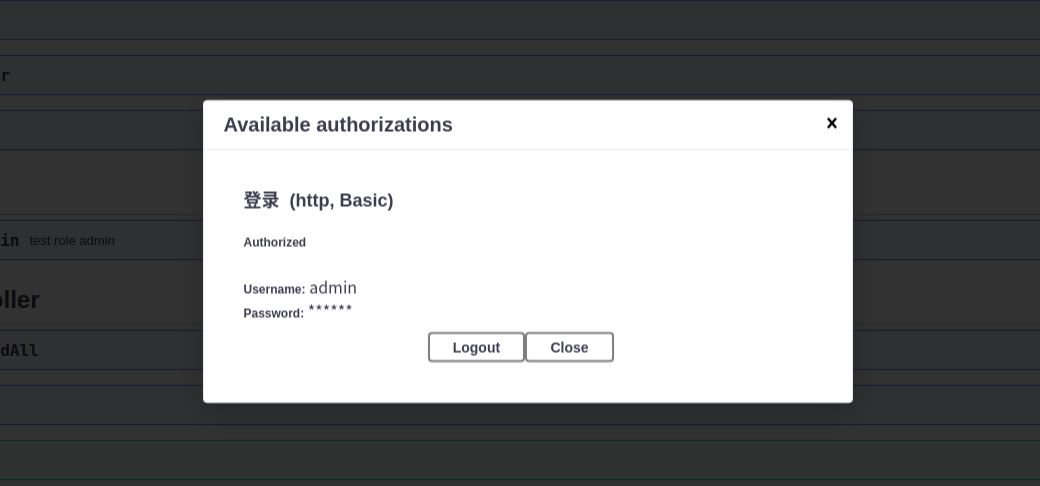 r
Available authorizations
×
登录 (http, Basic)
in test role admin
Authorized
Username: admin
oller
Password: ******
Logout Close
dAll